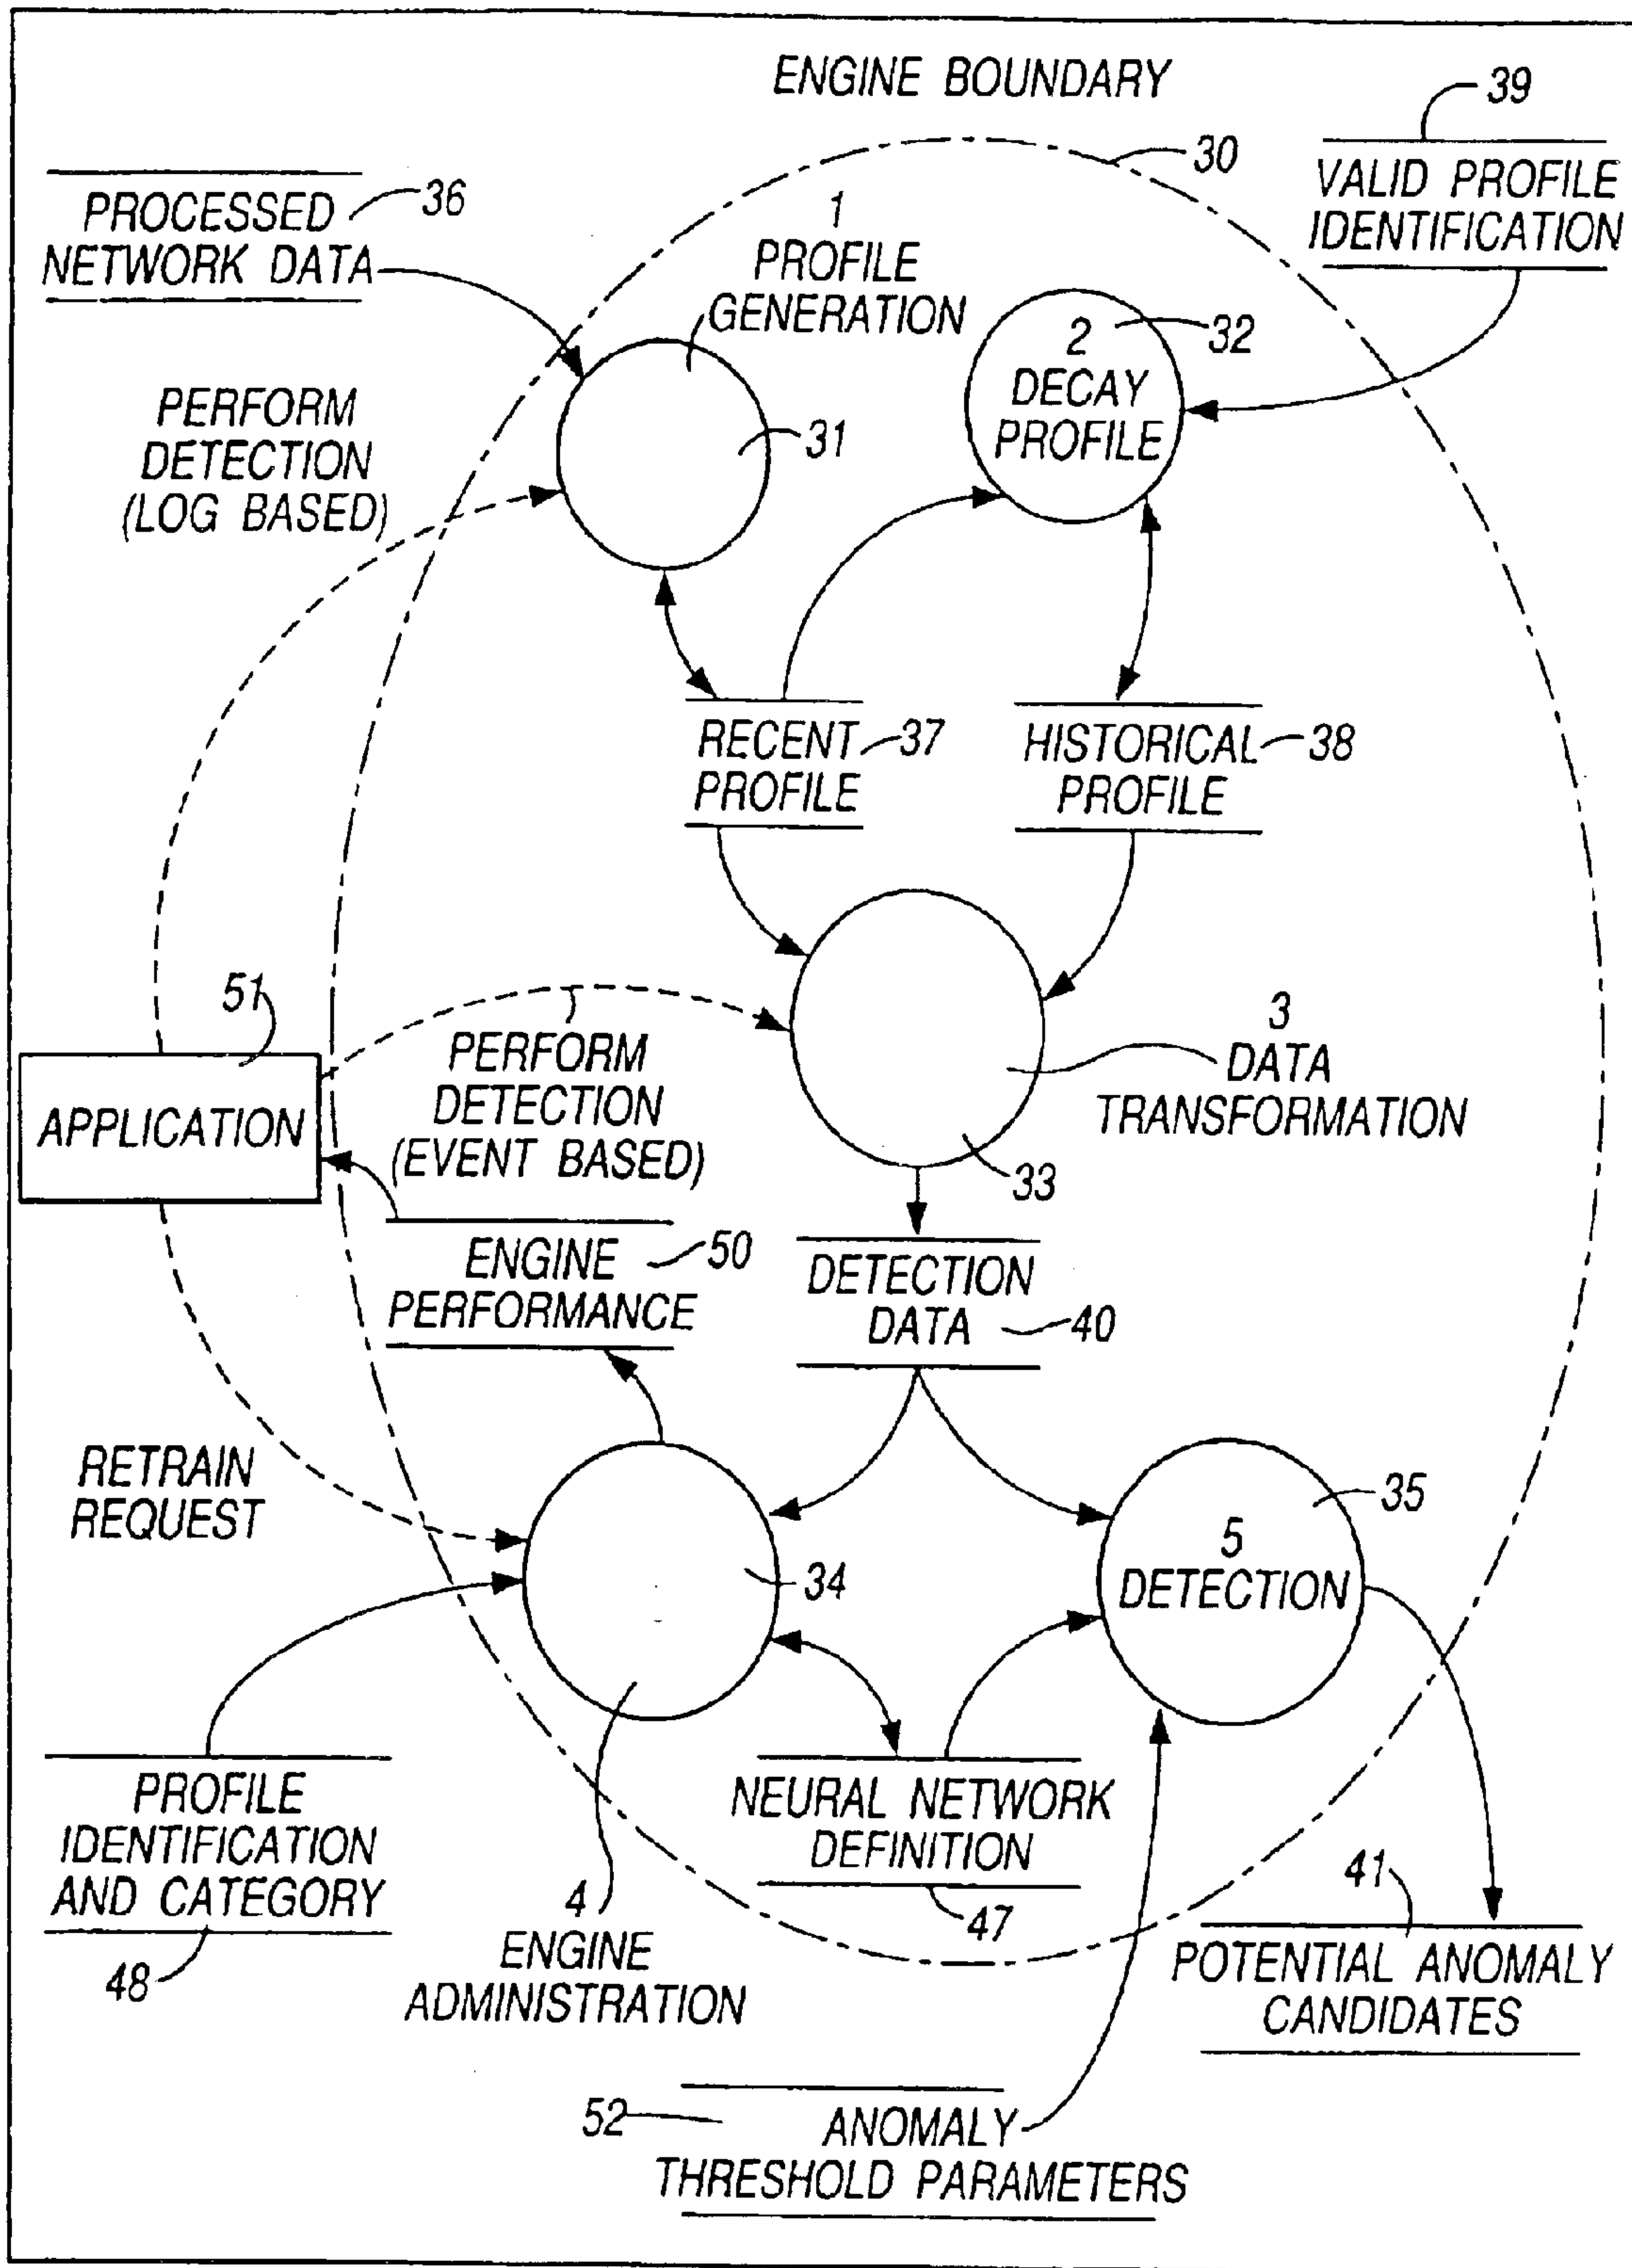 ENGINE BOUNDARY
39
30
VALID PROFILE
IDENTIFICATION
PROCESSED
NETWORK DATA
36
1
PROFILE
GENERATION
2
DECAY
PROFILE
32
PERFORM
DETECTION
(LOG BASED)
31
RECENT
PROFILE
37
HISTORICAL
PROFILE
38
51
APPLICATION
PERFORM
DETECTION
(EVENT BASED)
3
DATA
TRANSFORMATION
33
ENGINE
PERFORMANCE
50
DETECTION
DATA
40
RETRAIN
REQUEST
34
35
5
DETECTION
PROFILE
IDENTIFICATION
AND CATEGORY
48
4
ENGINE
ADMINISTRATION
NEURAL NETWORK
DEFINITION
47
41
POTENTIAL ANOMALY
CANDIDATES
52
ANOMALY
THRESHOLD PARAMETERS